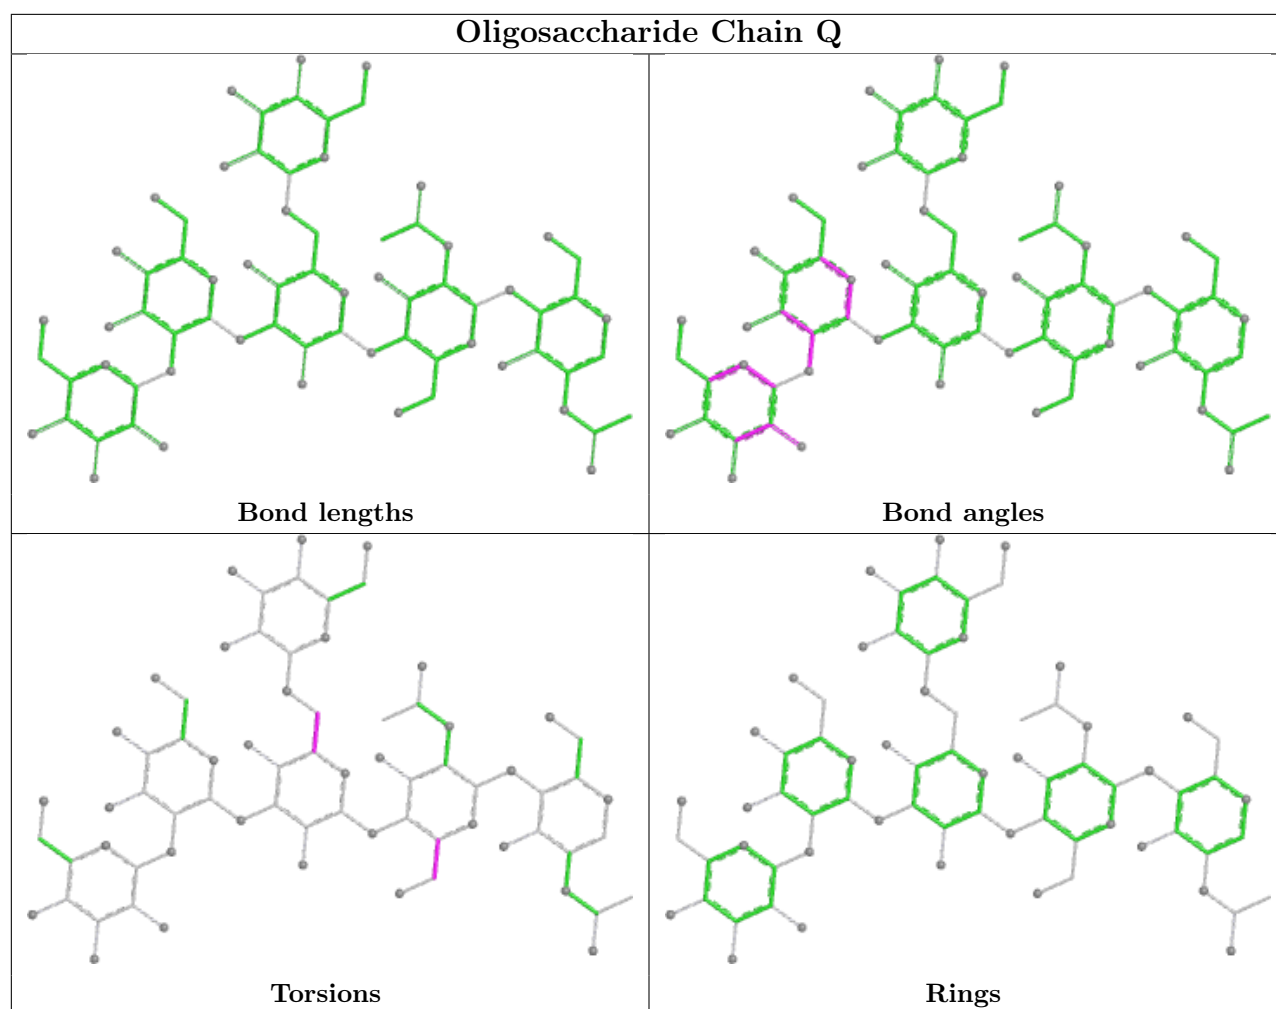 Oligosaccharide Chain Q
Bond lengths
Bond angles
Torsions
Rings